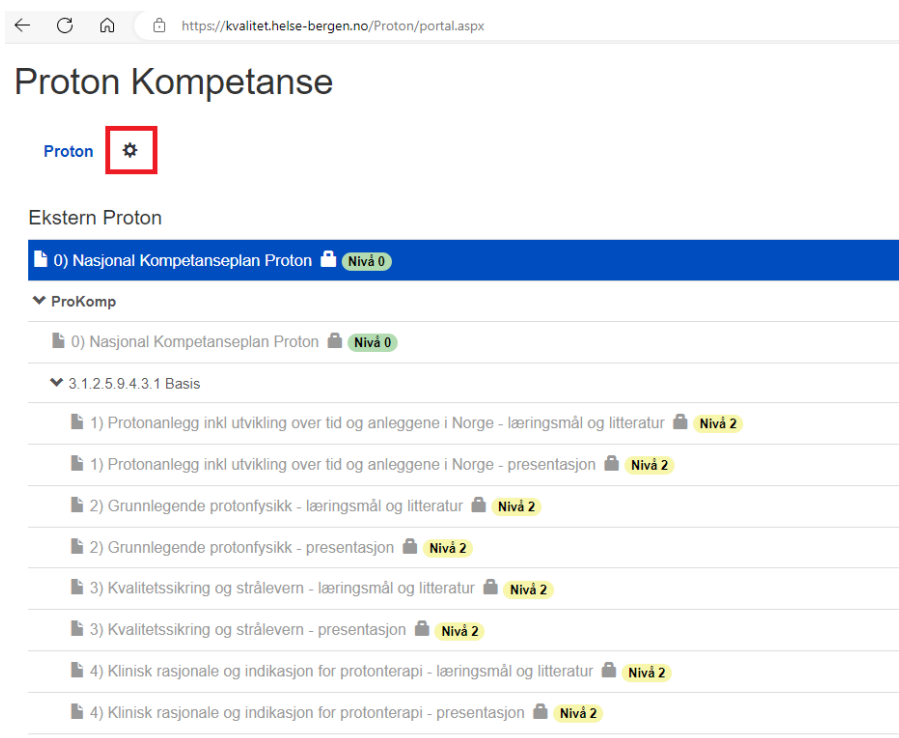 https://kvalitet.helse-bergen.no/Proton/portal.aspx
Proton Kompetanse
Proton
Ekstern Proton
0) Nasjonal Kompetanseplan Proton Nivå 0
ProKomp
0) Nasjonal Kompetanseplan Proton Nivå 0
3.1.2.5.9.4.3.1 Basis
1) Protonanlegg inkl utvikling over tid og anleggene i Norge - læringsmål og litteratur Nivå 2
1) Protonanlegg inkl utvikling over tid og anleggene i Norge - presentasjon Nivå 2
2) Grunnlegende protonfysikk - læringsmål og litteratur Nivå 2
2) Grunnlegende protonfysikk - presentasjon Nivå 2
3) Kvalitetssikring og strålevern - læringsmål og litteratur Nivå 2
3) Kvalitetssikring og strålevern - presentasjon Nivå 2
4) Klinisk rasjonale og indikasjon for protonterapi - læringsmål og litteratur Nivå 2
4) Klinisk rasjonale og indikasjon for protonterapi - presentasjon Nivå 2